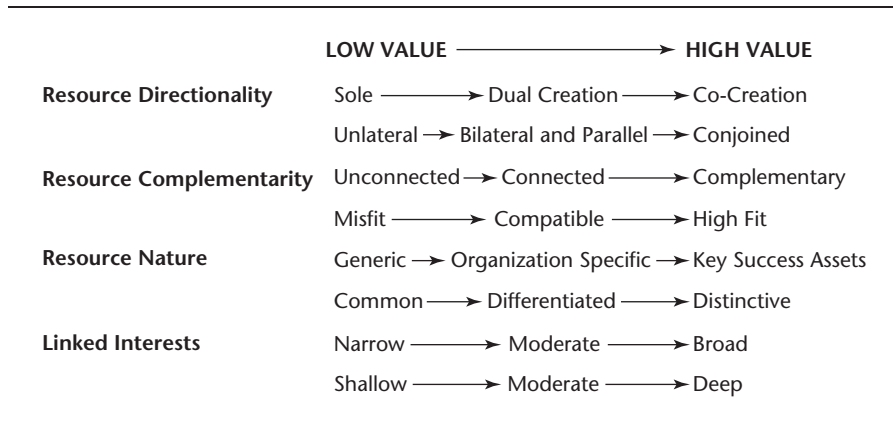 LOW VALUE HIGH VALUE
Resource Directionality Sole Dual Creation Co-Creation
Unilateral Bilateral and Parallel Conjoined
Resource Complementarity Unconnected Connected Complementary
Misfit Compatible High Fit
Resource Nature Generic Organization Specific Key Success Assets
Common Differentiated Distinctive
Linked Interests Narrow Moderate Broad
Shallow Moderate Deep